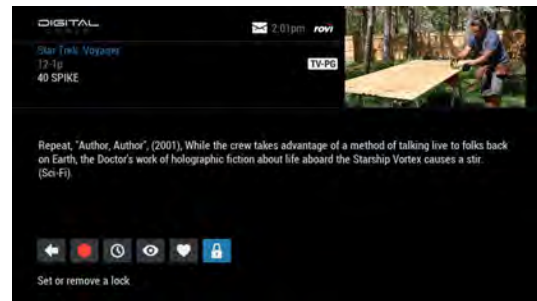 DIGITAL
2:01pm rovi
Star Trek: Voyager
12-1p
TV-PG
40 SPIKE
Repeat, "Author, Author", (2001), While the crew takes advantage of a method of talking live to folks back
on Earth, the Doctor's work of holographic fiction about life aboard the Starship Vortex causes a stir.
(Sci-Fi).
Set or remove a lock